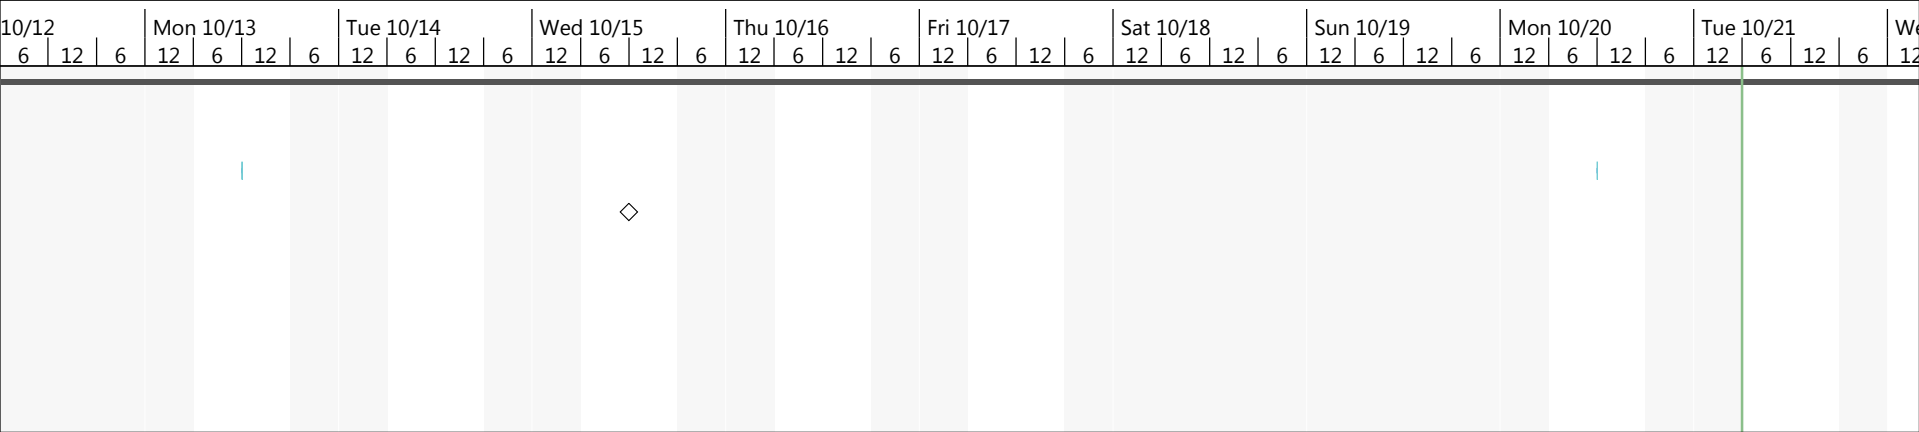 10/12 Mon 10/13 Tue 10/14 Wed 10/15 Thu 10/16 Fri 10/17 Sat 10/18 Sun 10/19 Mon 10/20 Tue 10/21
6 12 6 12 6 12 6 12 6 12 6 12 6 12 6 12 6 12 6 12 6 12 6 12 6 12 6 12 6 12 6 12 6 12 6 12 6 12 6 12